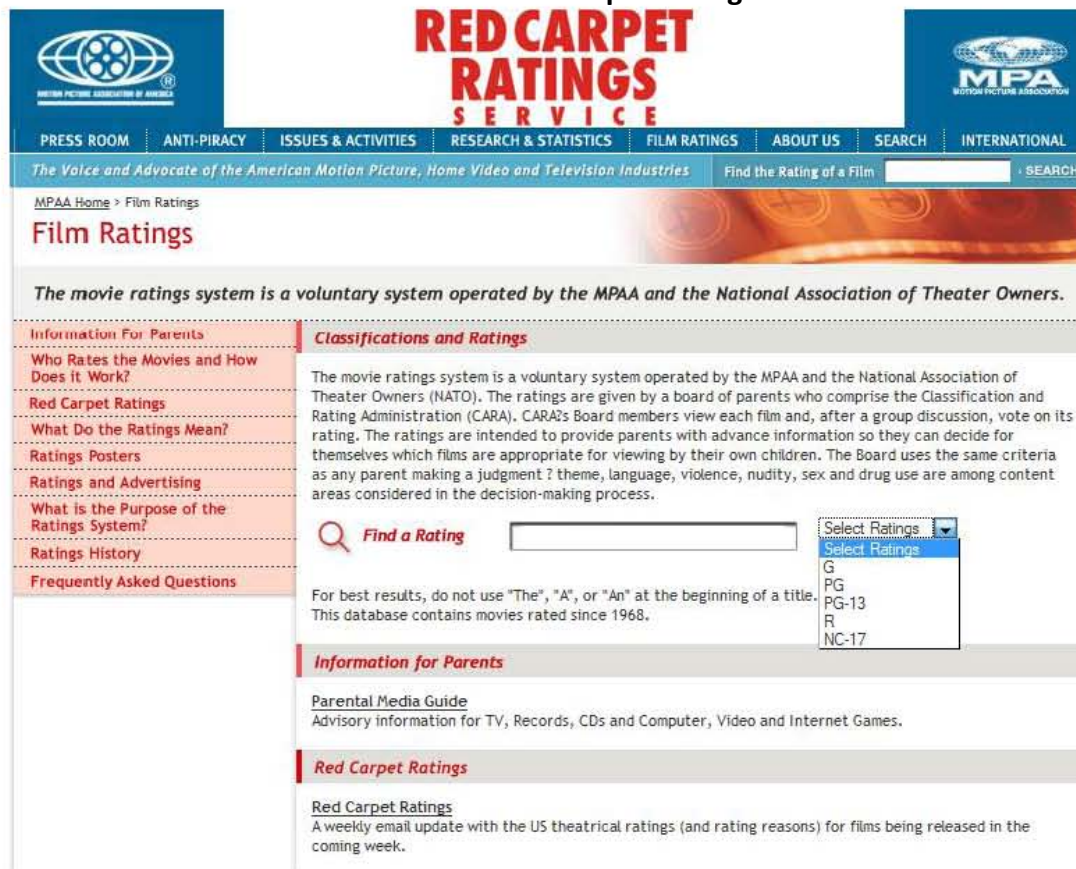 RED CARPET
RATINGS
SERVICE
MOTION PICTURE ASSOCIATION OF AMERICA
®
MPA
MOTION PICTURE ASSOCIATION
PRESS ROOM ANTI-PIRACY ISSUES & ACTIVITIES RESEARCH & STATISTICS FILM RATINGS ABOUT US SEARCH INTERNATIONAL
The Voice and Advocate of the American Motion Picture, Home Video and Television Industries Find the Rating of a Film SEARCH
MPAA Home > Film Ratings
Film Ratings
The movie ratings system is a voluntary system operated by the MPAA and the National Association of Theater Owners.
Information For Parents
Who Rates the Movies and How
Does it Work?
Red Carpet Ratings
What Do the Ratings Mean?
Ratings Posters
Ratings and Advertising
What is the Purpose of the
Ratings System?
Ratings History
Frequently Asked Questions
Classifications and Ratings
The movie ratings system is a voluntary system operated by the MPAA and the National Association of
Theater Owners (NATO). The ratings are given by a board of parents who comprise the Classification and
Rating Administration (CARA). CARA?s Board members view each film and, after a group discussion, vote on its
rating. The ratings are intended to provide parents with advance information so they can decide for
themselves which films are appropriate for viewing by their own children. The Board uses the same criteria
as any parent making a judgment ? theme, language, violence, nudity, sex and drug use are among content
areas considered in the decision-making process.
Find a Rating
Select Ratings
Select Ratings
G
PG
PG-13
R
NC-17
For best results, do not use "The", "A", or "An" at the beginning of a title.
This database contains movies rated since 1968.
Information for Parents
Parental Media Guide
Advisory information for TV, Records, CDs and Computer, Video and Internet Games.
Red Carpet Ratings
Red Carpet Ratings
A weekly email update with the US theatrical ratings (and rating reasons) for films being released in the
coming week.